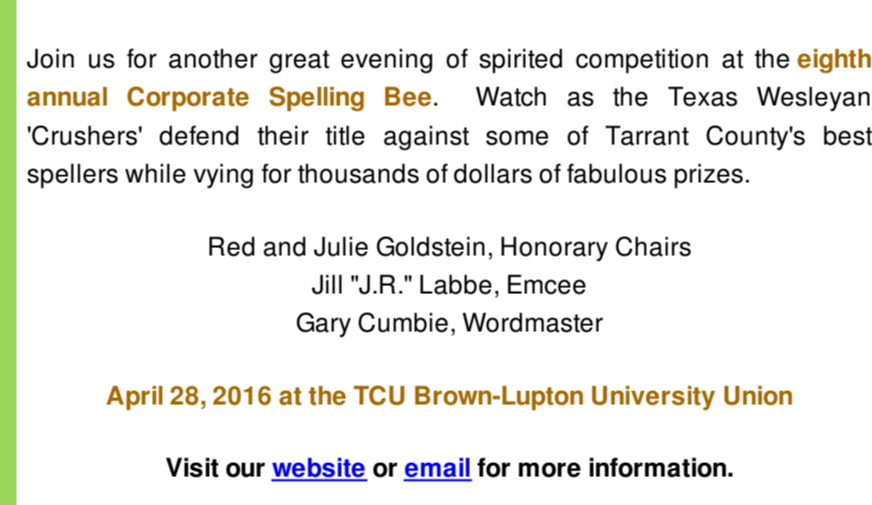 Join us for another great evening of spirited competition at the eighth
annual Corporate Spelling Bee. Watch as the Texas Wesleyan
'Crushers' defend their title against some of Tarrant County's best
spellers while vying for thousands of dollars of fabulous prizes.
Red and Julie Goldstein, Honorary Chairs
Jill "J.R." Labbe, Emcee
Gary Cumbie, Wordmaster
April 28, 2016 at the TCU Brown-Lupton University Union
Visit our website or email for more information.